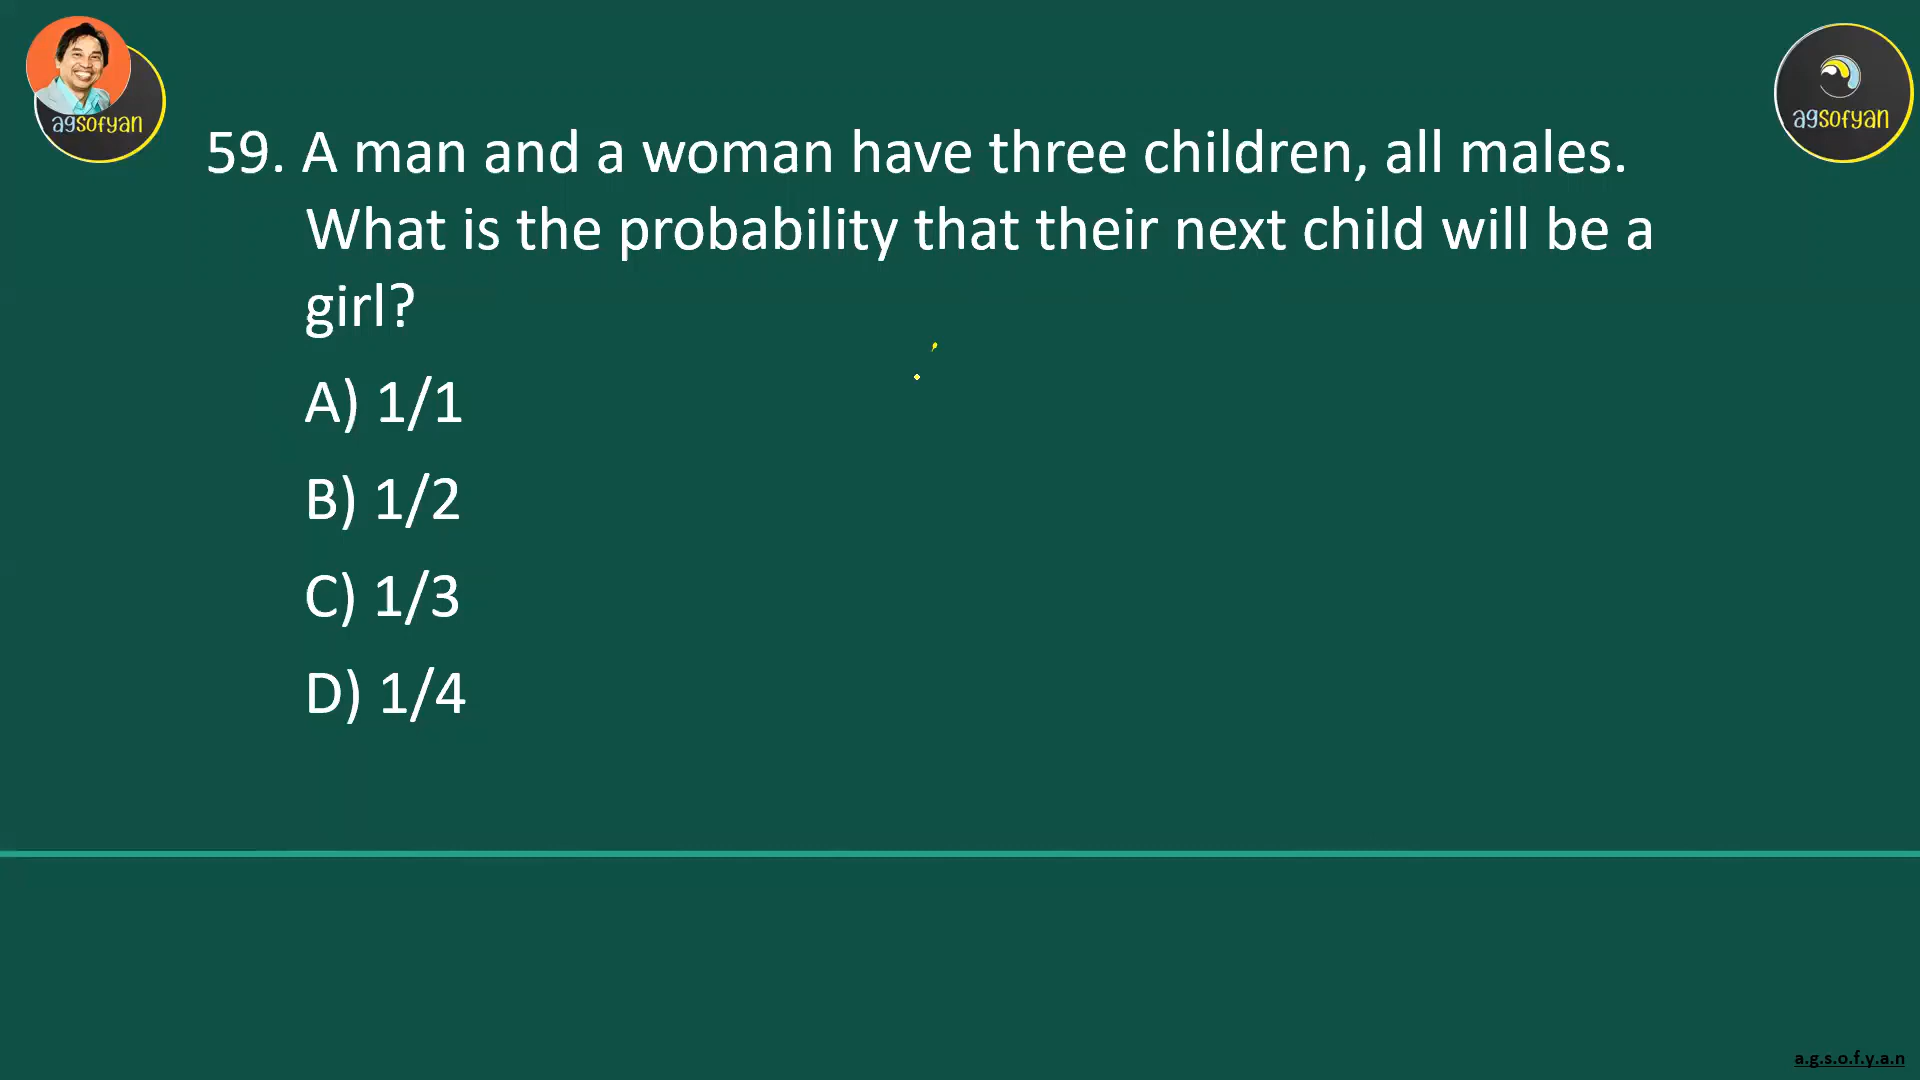 agsofyan
agsofyan
59. A man and a woman have three children, all males.
What is the probability that their next child will be a
girl?
A) 1/1
B) 1/2
C) 1/3
D) 1/4
a.g.s.o.f.y.a.n